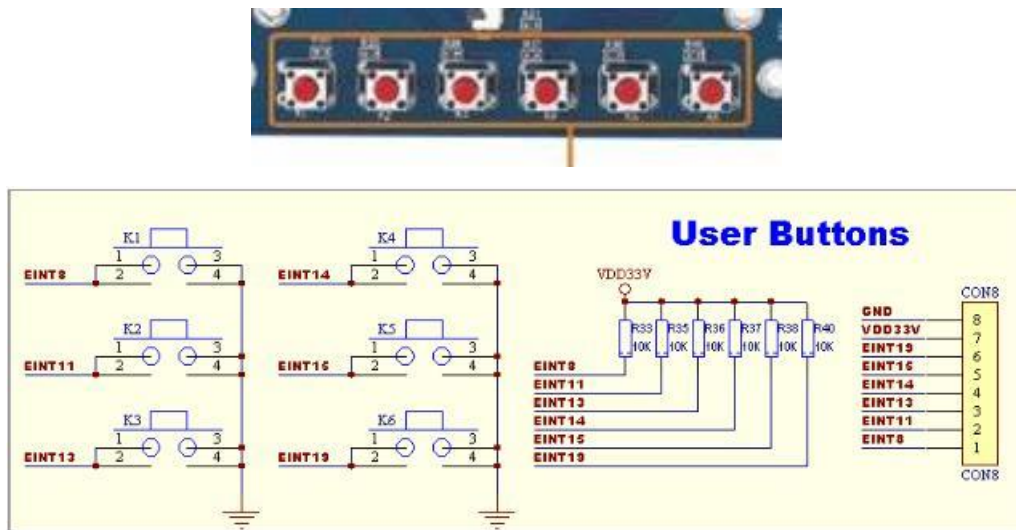 User Buttons
K1
1
2
3
4
EINT8
K4
1
2
3
4
EINT14
K2
1
2
3
4
EINT11
K5
1
2
3
4
EINT15
K3
1
2
3
4
EINT13
K6
1
2
3
4
EINT19
VDD33V
R33 R35 R36 R37 R38 R40
10K 10K 10K 10K 10K 10K
EINT8
EINT11
EINT13
EINT14
EINT15
EINT19
CON8
GND 8
VDD33V 7
EINT19 6
EINT15 5
EINT14 4
EINT13 3
EINT11 2
EINT8 1
CON8